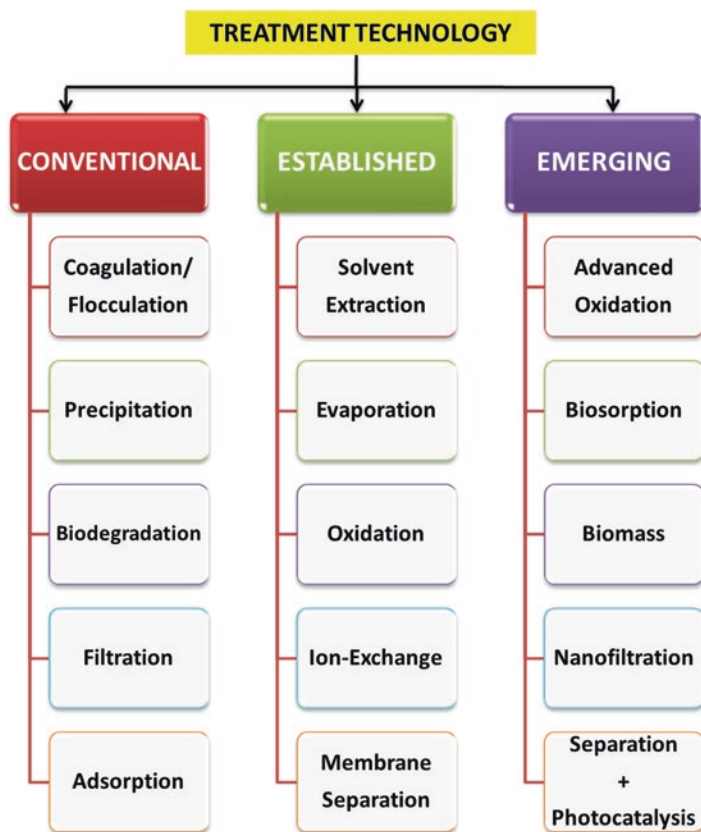 TREATMENT TECHNOLOGY
CONVENTIONAL
Coagulation/
Flocculation
Precipitation
Biodegradation
Filtration
Adsorption
ESTABLISHED
Solvent
Extraction
Evaporation
Oxidation
Ion-Exchange
Membrane
Separation
EMERGING
Advanced
Oxidation
Biosorption
Biomass
Nanofiltration
Separation
+
Photocatalysis